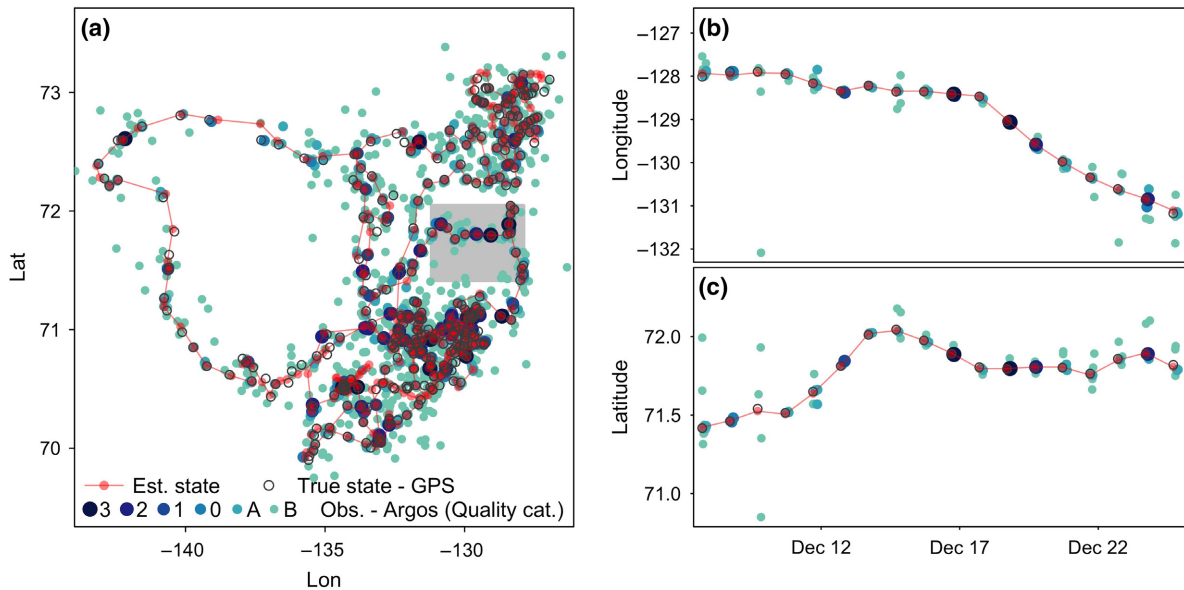 (a)
73
72
71
70
Lat
Est. state
True state - GPS
3 2 1 0 A B Obs. - Argos (Quality cat.)
−140
−135
−130
Lon
(b)
−127
−128
−129
−130
−131
−132
Longitude
(c)
72.0
71.5
71.0
Latitude
Dec 12
Dec 17
Dec 22